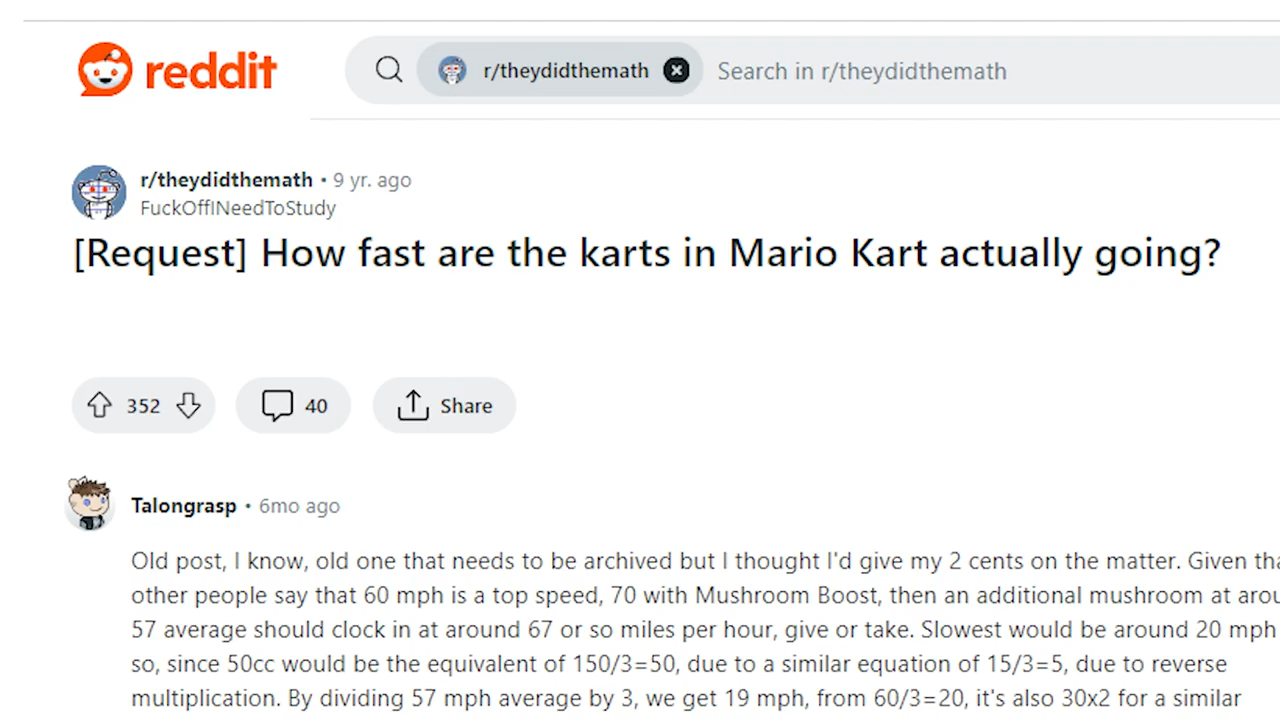 reddit
r/theydidthemath
Search in r/theydidthemath
r/theydidthemath • 9 yr. ago
FuckOffINeedToStudy
[Request] How fast are the karts in Mario Kart actually going?
352
40
Share
Talongrasp • 6mo ago
Old post, I know, old one that needs to be archived but I thought I'd give my 2 cents on the matter. Given
other people say that 60 mph is a top speed, 70 with Mushroom Boost, then an additional mushroom at
57 average should clock in at around 67 or so miles per hour, give or take. Slowest would be around 20 mph
so, since 50cc would be the equivalent of 150/3=50, due to a similar equation of 15/3=5, due to reverse
multiplication. By dividing 57 mph average by 3, we get 19 mph, from 60/3=20, it's also 30x2 for a similar